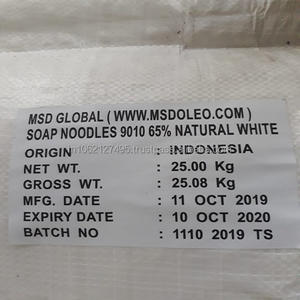 MSD GLOBAL ( WWW.MSDOLEO.COM )
SOAP NOODLES 9010 65% NATURAL WHITE
ORIGIN : INDONESIA
NET WT. : 25.00 Kg
GROSS WT. : 25.08 Kg
MFG. DATE : 11 OCT 2019
EXPIRY DATE : 10 OCT 2020
BATCH NO : 1110 2019 TS